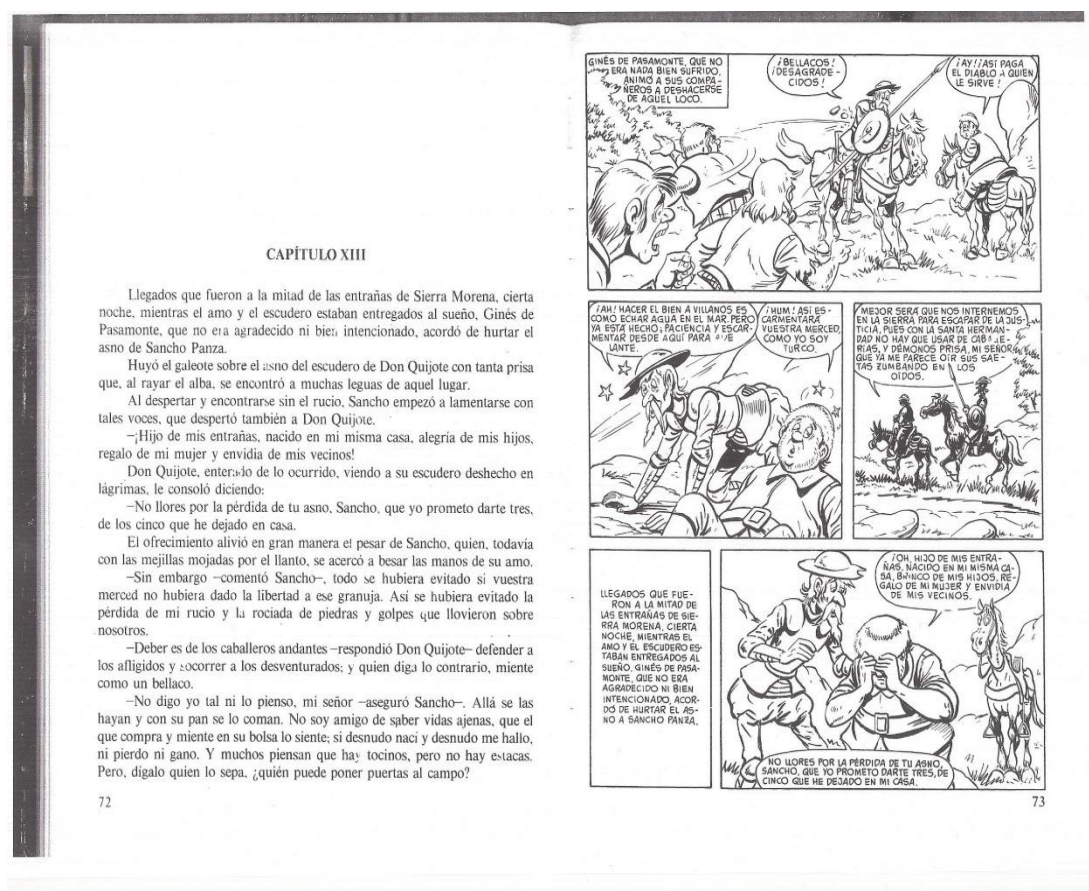 CAPÍTULO XIII
Llegados que fueron a la mitad de las entrañas de Sierra Morena, cierta
noche, mientras el amo y el escudero estaban entregados al sueño, Ginés de
Pasamonte, que no era agradecido ni bien intencionado, acordó de hurtar el
asno de Sancho Panza.
Huyó el galeote sobre el asno del escudero de Don Quijote con tanta prisa
que, al rayar el alba, se encontró a muchas leguas de aquel lugar.
Al despertar y encontrarse sin el rucio, Sancho empezó a lamentarse con
tales voces, que despertó también a Don Quijote.
–¡Hijo de mis entrañas, nacido en mi misma casa, alegría de mis hijos,
regalo de mi mujer y envidia de mis vecinos!
Don Quijote, enterado de lo ocurrido, viendo a su escudero deshecho en
lágrimas, le consoló diciendo:
–No llores por la pérdida de tu asno, Sancho, que yo prometo darte tres,
de los cinco que he dejado en casa.
El ofrecimiento alivió en gran manera el pesar de Sancho, quien, todavía
con las mejillas mojadas por el llanto, se acercó a besar las manos de su amo.
–Sin embargo –comentó Sancho–, todo se hubiera evitado si vuestra
merced no hubiera dado la libertad a ese granuja. Así se hubiera evitado la
pérdida de mi rucio y la rociada de piedras y golpes que llovieron sobre
nosotros.
–Deber es de los caballeros andantes –respondió Don Quijote– defender a
los afligidos y socorrer a los desventurados; y quien diga lo contrario, miente
como un bellaco.
–No digo yo tal ni lo pienso, mi señor –aseguró Sancho–. Allá se las
hayan y con su pan se lo coman. No soy amigo de saber vidas ajenas, que el
que compra y miente en su bolsa lo siente; si desnudo nací y desnudo me hallo,
ni pierdo ni gano. Y muchos piensan que hay tocinos, pero no hay estacas.
Pero, dígalo quien lo sepa, ¿quién puede poner puertas al campo?
72
GINÉS DE PASAMONTE, QUE NO
ERA NADA BIEN SUFRIDO,
ANIMÓ A SUS COMPA-
ÑEROS A DESHACERSE
DE AQUEL LOCO.
¡BELLACOS!
¡DESAGRADE-
CIDOS!
¡AY! ¡ASÍ PAGA
EL DIABLO A QUIEN
LE SIRVE!
¡AH! HACER EL BIEN A VILLANOS ES
COMO ECHAR AGUA EN EL MAR. PERO
YA ESTÁ HECHO; PACIENCIA Y ESCAR-
MENTAR DESDE AQUÍ PARA
LANTE.
¡HUM! ASÍ ES-
CARMENTARÁ
VUESTRA MERCED,
COMO YO SOY
TURCO.
MEJOR SERÁ QUE NOS INTERNEMOS
EN LA SIERRA PARA ESCAPAR DE LA JUS-
TICIA, PUES CON LA SANTA HERMAN-
DAD NO HAY QUE USAR DE CABALLE-
RÍAS, Y DÉMONOS PRISA, MI SEÑOR,
QUE YA ME PARECE OÍR SUS SAE-
TAS ZUMBANDO EN LOS
OÍDOS.
LLEGADOS QUE FUE-
RON A LA MITAD DE
LAS ENTRAÑAS DE SIE-
RRA MORENA, CIERTA
NOCHE, MIENTRAS EL
AMO Y EL ESCUDERO ES-
TABAN ENTREGADOS AL
SUEÑO, GINÉS DE PASA-
MONTE, QUE NO ERA
AGRADECIDO NI BIEN
INTENCIONADO, ACOR-
DÓ DE HURTAR EL AS-
NO A SANCHO PANZA.
¡OH, HIJO DE MIS ENTRA-
ÑAS, NACIDO EN MI MISMA CA-
SA, BRINCO DE MIS HIJOS, RE-
GALO DE MI MUJER Y ENVIDIA
DE MIS VECINOS.
NO LLORES POR LA PÉRDIDA DE TU ASNO,
SANCHO, QUE YO PROMETO DARTE TRES, DE
CINCO QUE HE DEJADO EN MI CASA.
73